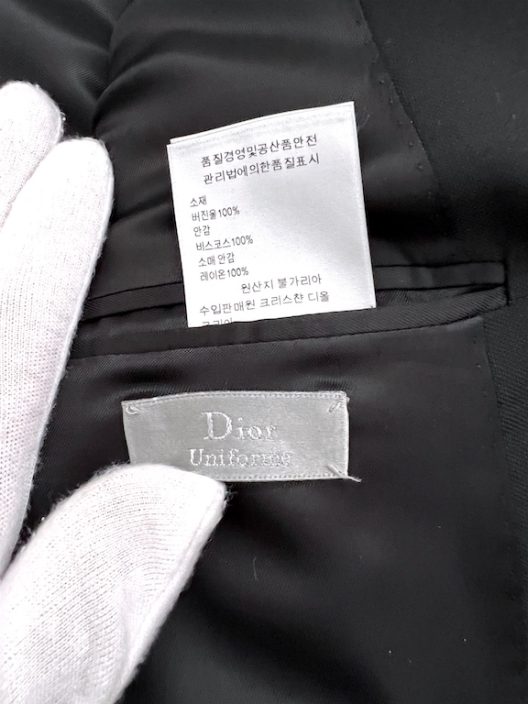 품질경영및공산품안전
관리법에의한품질표시
소재
버진울100%
안감
비스코스100%
소매안감
레이온100%
원산지 불가리아
수입판매원 크리스챤 디올
Dior
Uniforme